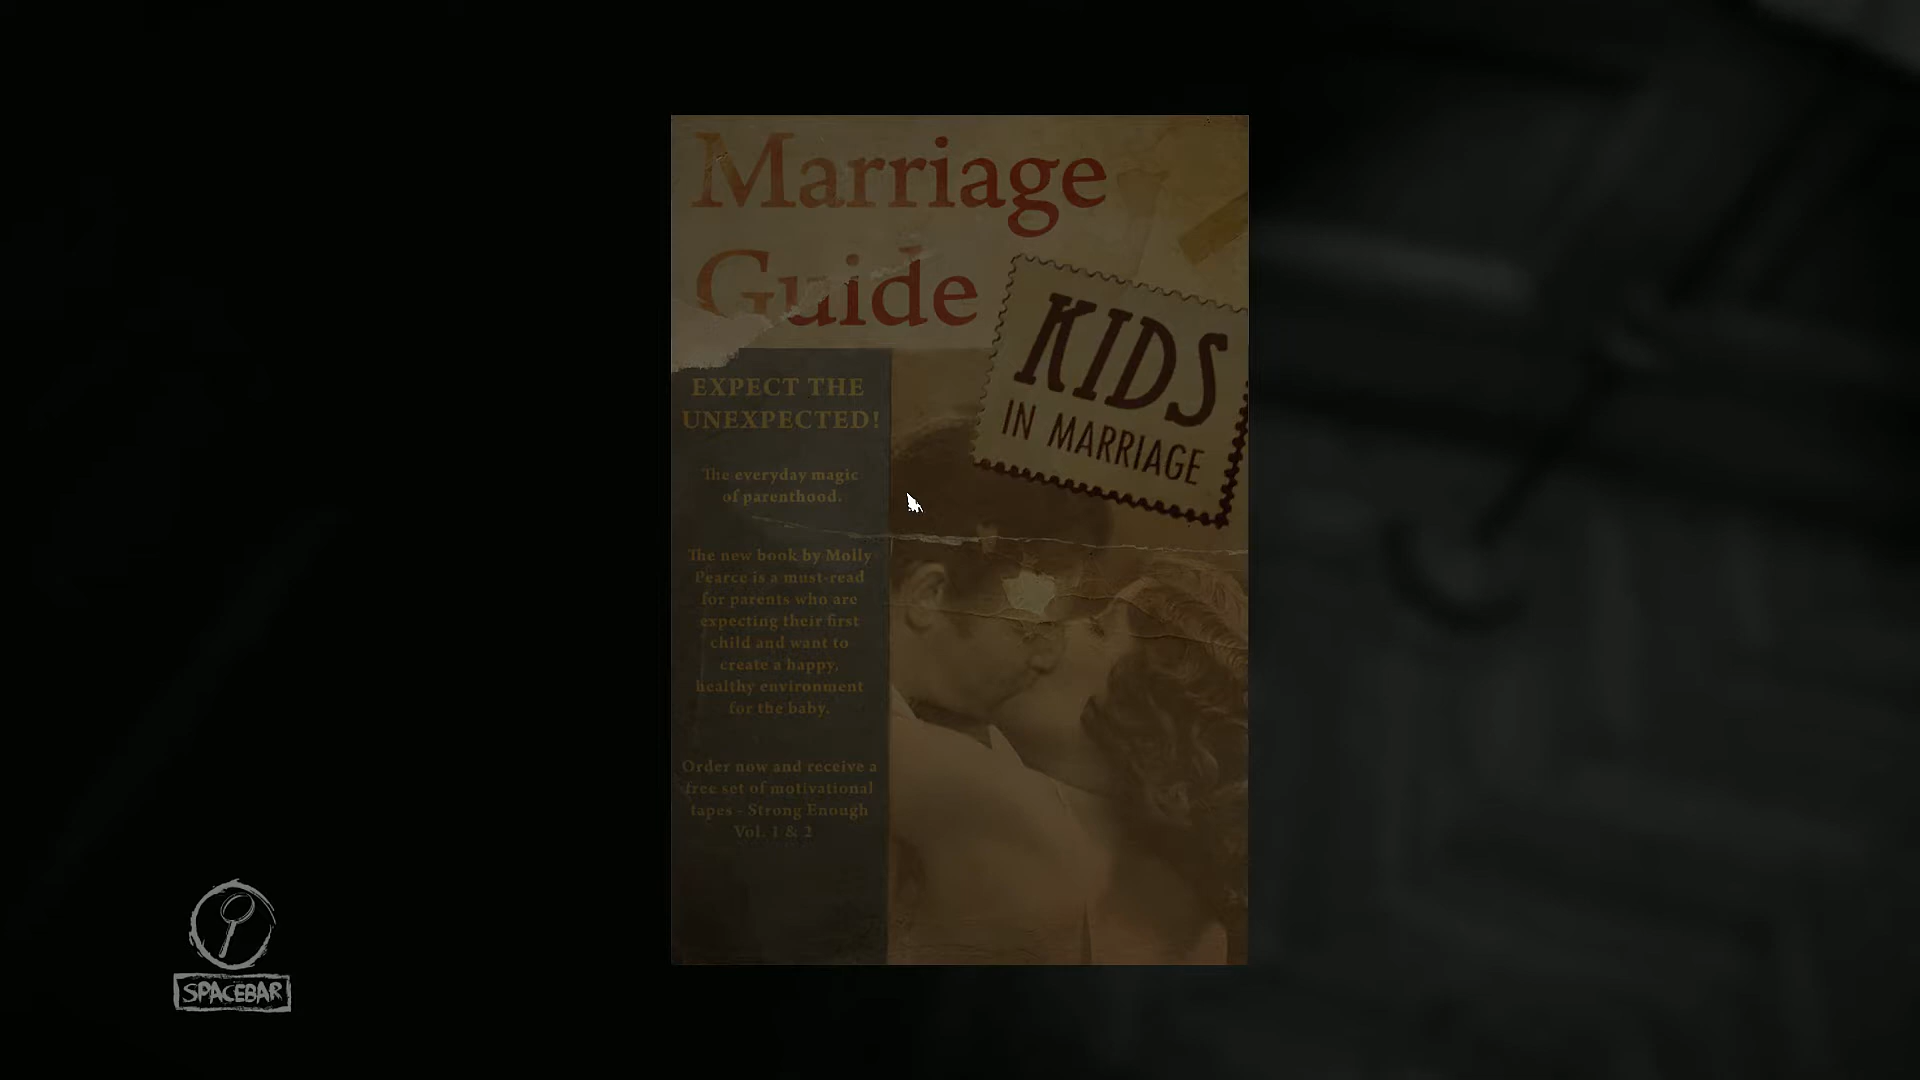 Marriage
Guide
KIDS
IN MARRIAGE
EXPECT THE
UNEXPECTED!
The everyday magic
of parenthood.
The new book by Molly
Pearce is a must-read
for parents who are
expecting their first
child and want to
create a happy,
healthy environment
for the baby.
Order now and receive a
free set of motivational
tapes - Strong Enough
Vol. 1 & 2
SPACEBAR